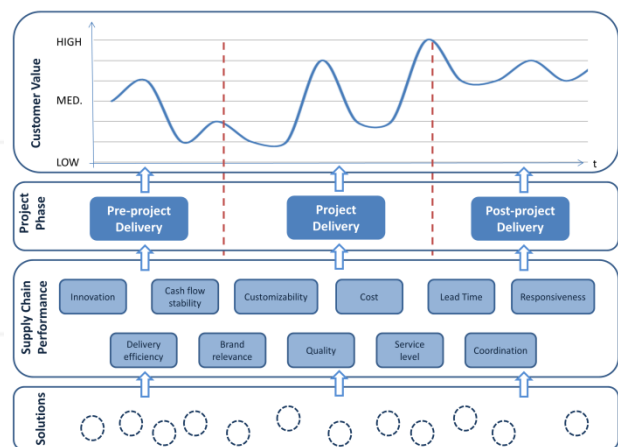 HIGH
MED.
LOW
t
Customer Value
Project
Phase
Pre-project
Delivery
Project
Delivery
Post-project
Delivery
Supply Chain
Performance
Innovation
Cash flow
stability
Customizability
Cost
Lead Time
Responsiveness
Delivery
efficiency
Brand
relevance
Quality
Service
level
Coordination
Solutions